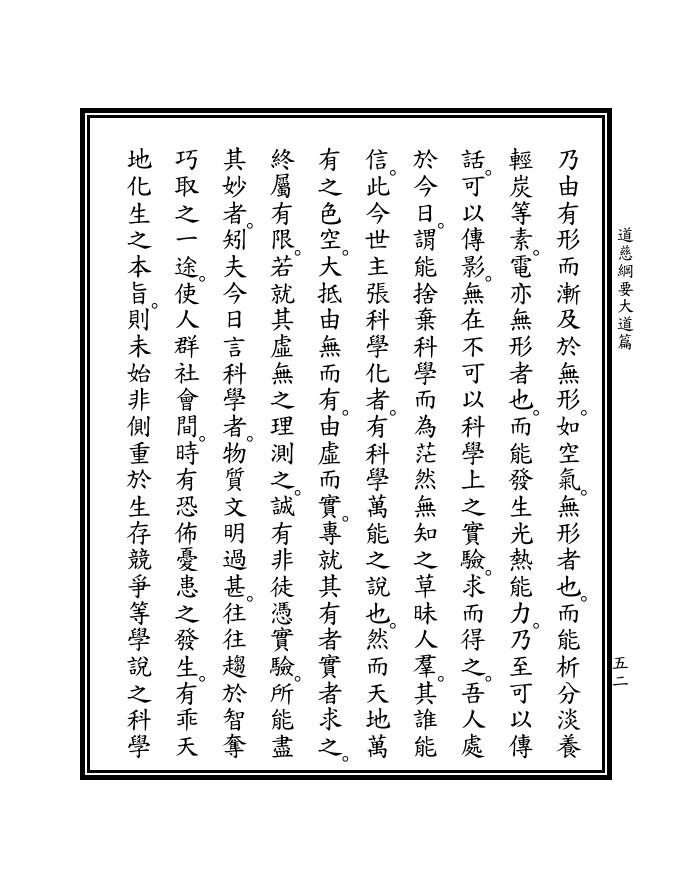 道慈綱要大道篇
五二
乃由有形而漸及於無形。如空氣。無形者也。而能析分淡養
輕炭等素。電亦無形者也。而能發生光熱能力。乃至可以傳
話。可以傳影。無在不可以科學上之實驗。求而得之。吾人處
於今日。謂能捨棄科學而為茫然無知之草昧人羣。其誰能
信。此今世主張科學化者。有科學萬能之說也。然而天地萬
有之色空。大抵由無而有。由虛而實。專就其有者實者求之。
終屬有限。若就其虛無之理測之。誠有非徒憑實驗。所能盡
其妙者。矧夫今日言科學者。物質文明過甚。往往趨於智奪
巧取之一途。使人群社會間。時有恐佈憂患之發生。有乖天
地化生之本旨。則未始非側重於生存競爭等學說之科學